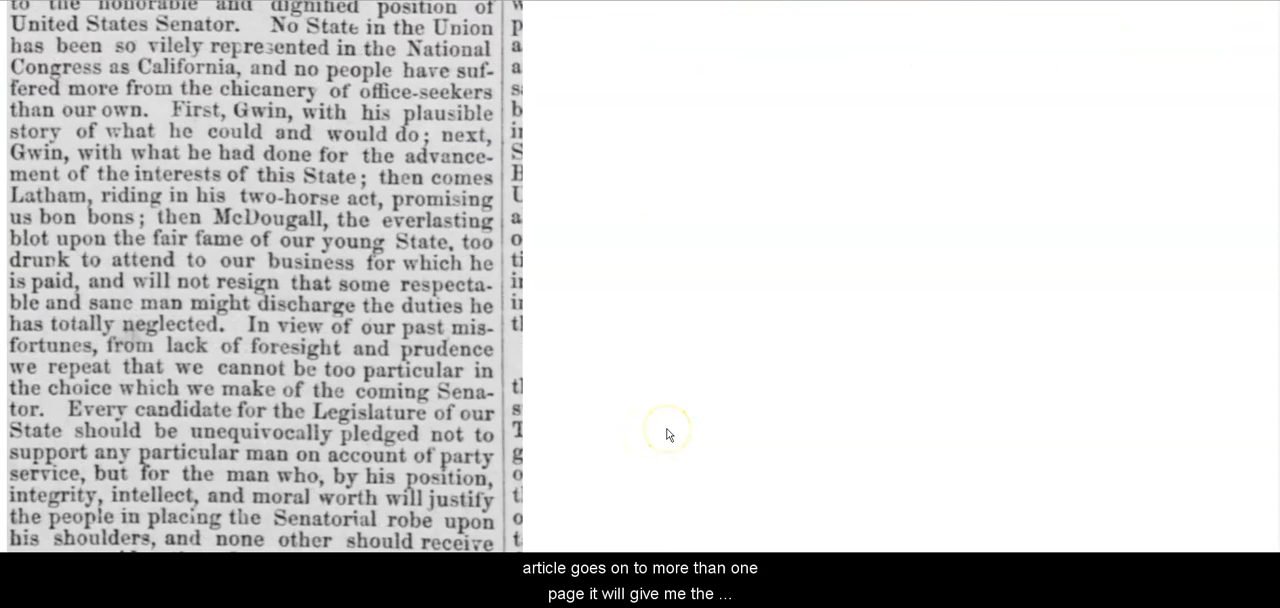 to the honorable and dignified position of
United States Senator. No State in the Union
has been so vilely represented in the National
Congress as California, and no people have suf-
fered more from the chicanery of office-seekers
than our own. First, Gwin, with his plausible
story of what he could and would do; next,
Gwin, with what he had done for the advance-
ment of the interests of this State; then comes
Latham, riding in his two-horse act, promising
us bon bons; then McDougall, the everlasting
blot upon the fair fame of our young State, too
drunk to attend to our business for which he
is paid, and will not resign that some respecta-
ble and sane man might discharge the duties he
has totally neglected. In view of our past mis-
fortunes, from lack of foresight and prudence
we repeat that we cannot be too particular in
the choice which we make of the coming Sena-
tor. Every candidate for the Legislature of our
State should be unequivocally pledged not to
support any particular man on account of party
service, but for the man who, by his position,
integrity, intellect, and moral worth will justify
the people in placing the Senatorial robe upon
his shoulders, and none other should receive
article goes on to more than one
page it will give me the ...